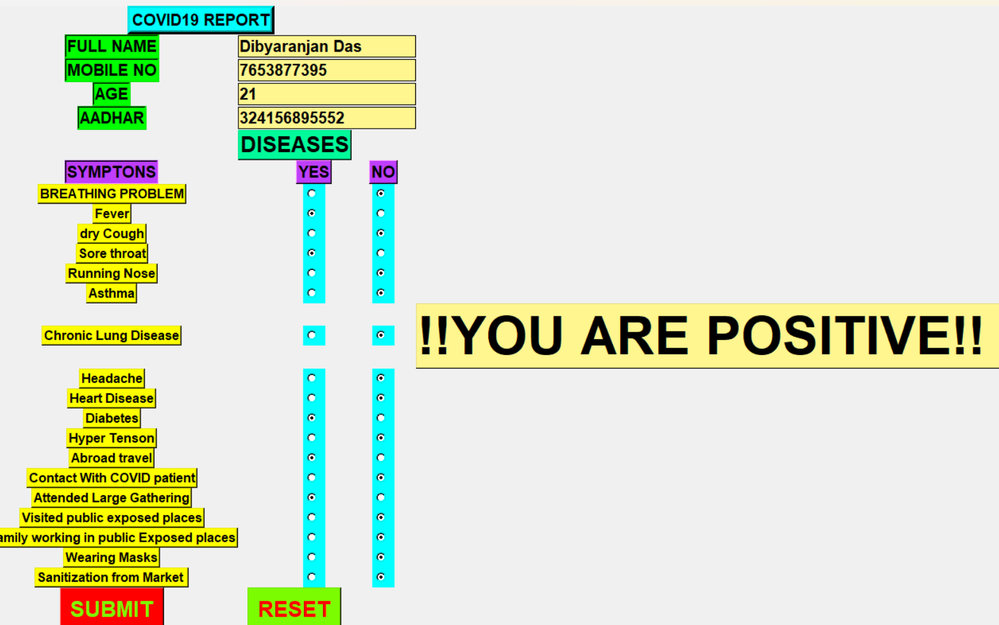 COVID19 REPORT
FULL NAME Dibyaranjan Das
MOBILE NO 7653877395
AGE 21
AADHAR 324156895552
DISEASES
SYMPTONS YES NO
BREATHING PROBLEM
Fever
dry Cough
Sore throat
Running Nose
Asthma
Chronic Lung Disease
!!YOU ARE POSITIVE!!
Headache
Heart Disease
Diabetes
Hyper Tenson
Abroad travel
Contact With COVID patient
Attended Large Gathering
Visited public exposed places
amily working in public Exposed places
Wearing Masks
Sanitization from Market
SUBMIT RESET